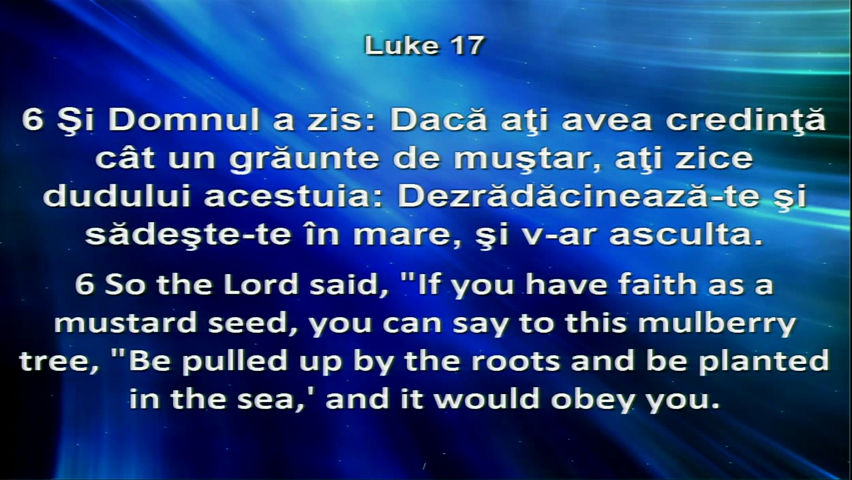 Luke 17
6 Şi Domnul a zis: Dacă aţi avea credinţă
cât un grăunte de muştar, aţi zice
dudului acestuia: Dezrădăcinează-te şi
sădeşte-te în mare, şi v-ar asculta.
6 So the Lord said, "If you have faith as a
mustard seed, you can say to this mulberry
tree, "Be pulled up by the roots and be planted
in the sea,' and it would obey you.